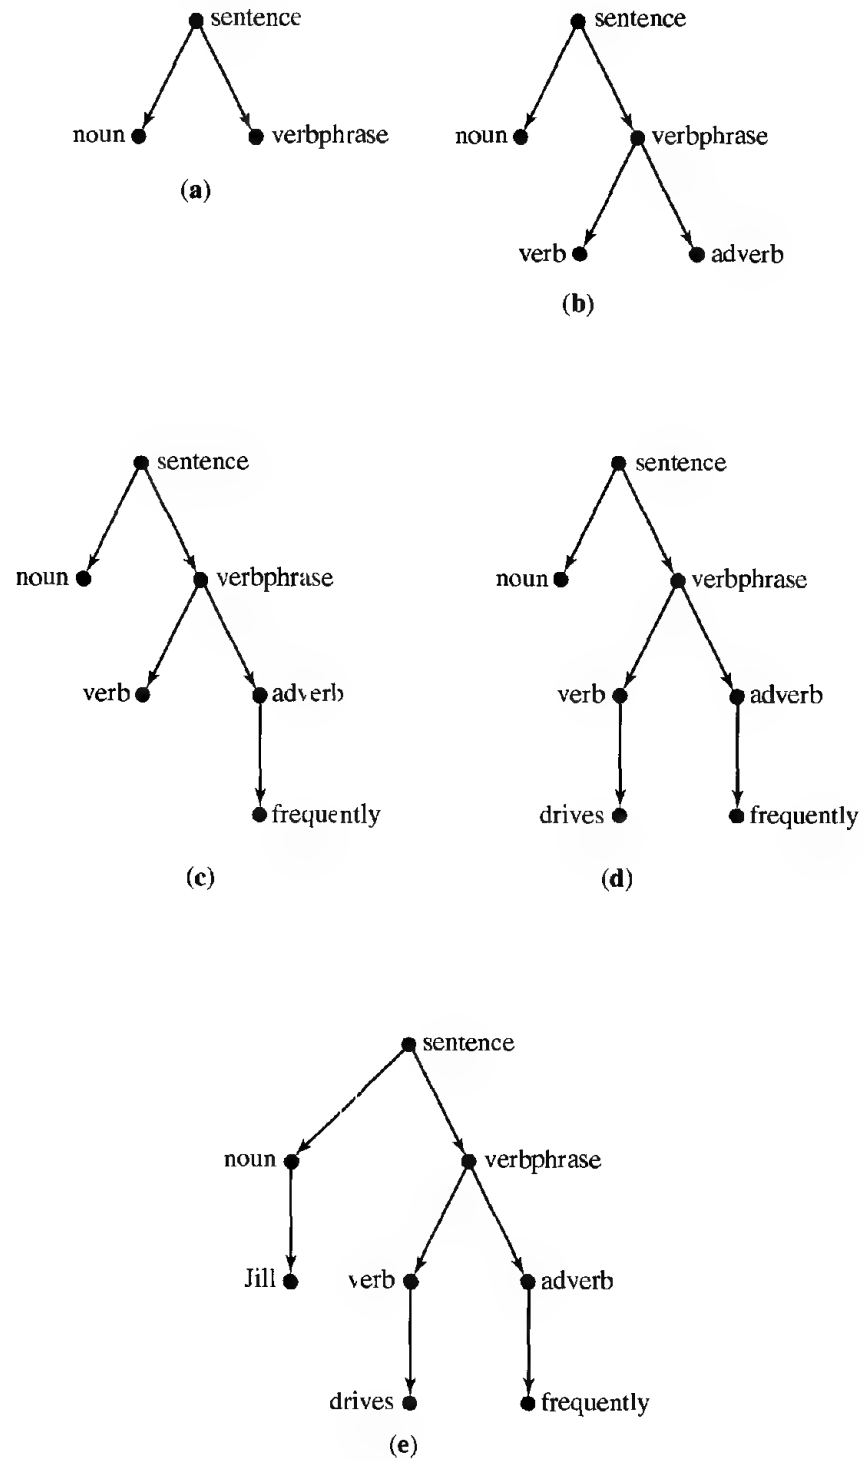 sentence sentence
noun verbphrase noun verbphrase
(a)
verb adverb
(b)
sentence sentence
noun verbphrase noun verbphrase
verb adverb verb adverb
frequently drives frequently
(c) (d)
sentence
noun verbphrase
Jill verb adverb
drives frequently
(e)